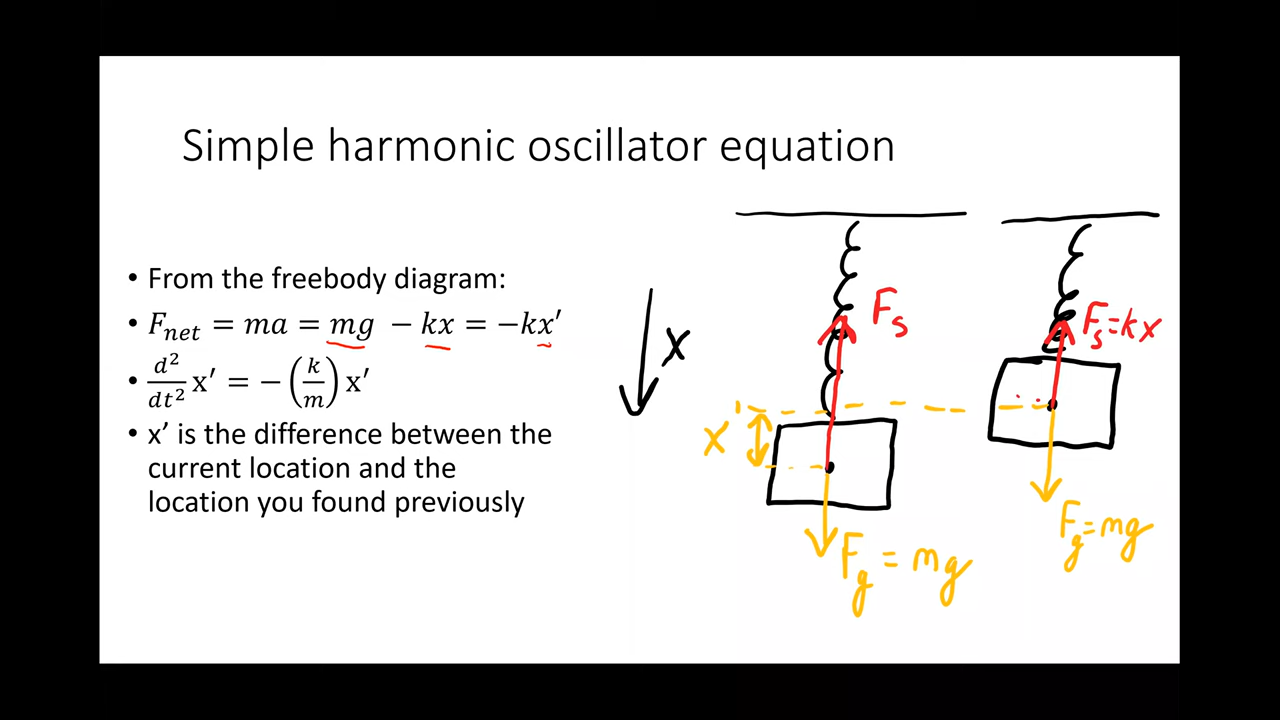 Simple harmonic oscillator equation
• From the freebody diagram:
• F_net = ma = mg − kx = −kx′
• d²/dt² x′ = −(k/m) x′
• x’ is the difference between the
current location and the
location you found previously
x
F_s
x'
F_g = mg
F_s = kx
F_g = mg